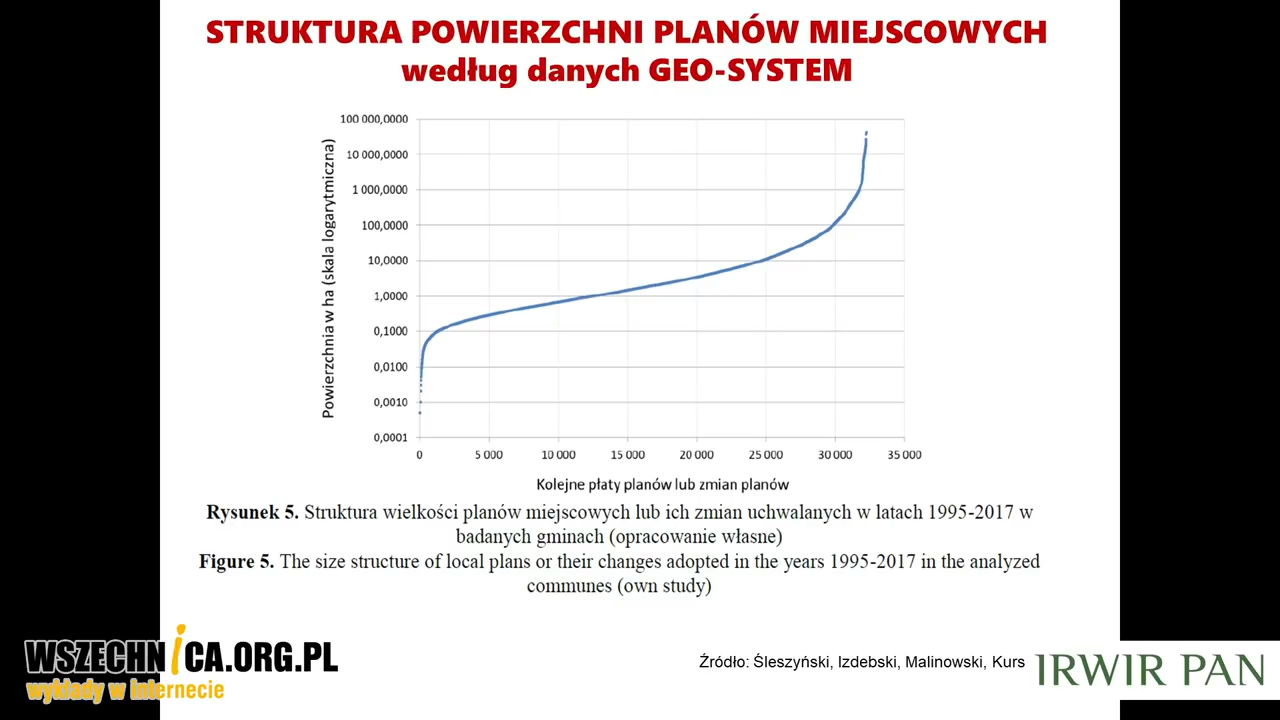 STRUKTURA POWIERZCHNI PLANÓW MIEJSCOWYCH
według danych GEO-SYSTEM
Powierzchnia w ha (skala logarytmiczna)
100 000,0000
10 000,0000
1 000,0000
100,0000
10,0000
1,0000
0,1000
0,0100
0,0010
0,0001
0 5 000 10 000 15 000 20 000 25 000 30 000 35 000
Kolejne płaty planów lub zmian planów
Rysunek 5. Struktura wielkości planów miejscowych lub ich zmian uchwalanych w latach 1995-2017 w
badanych gminach (opracowanie własne)
Figure 5. The size structure of local plans or their changes adopted in the years 1995-2017 in the analyzed
communes (own study)
WSZECHNiCA.ORG.PL
wykłady w internecie
Źródło: Śleszyński, Izdebski, Malinowski, Kurs
IRWIR PAN